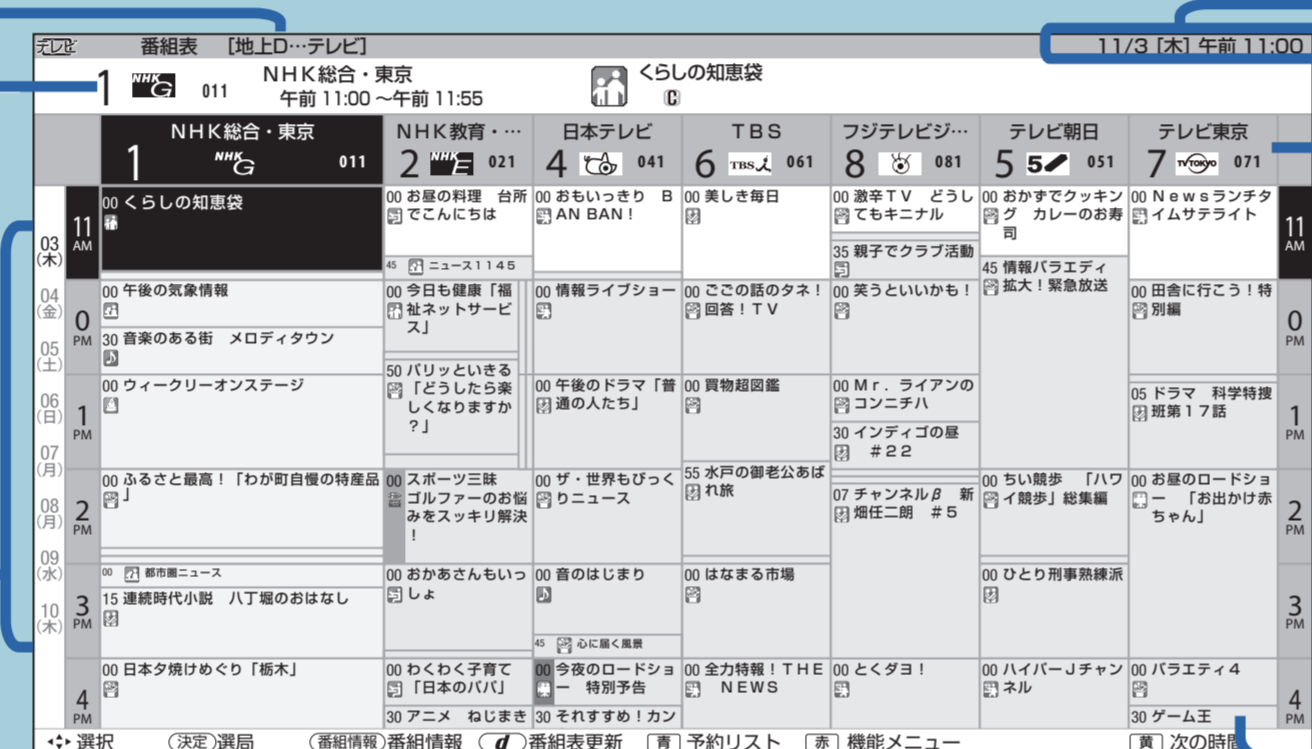 テレビ 番組表 [地上D…テレビ] 11/3 [木] 午前 11:00
1 NHK G 011 NHK総合・東京 くらしの知恵袋
午前 11:00 ～午前 11:55 C
NHK総合・東京
1 NHK G 011
NHK教育・…
2 NHK E 021
日本テレビ
4 041
TBS
6 TBS 061
フジテレビジ…
8 081
テレビ朝日
5 5 051
テレビ東京
7 TV TOKYO 071
03
(木)
04
(金)
05
(土)
06
(日)
07
(月)
08
(月)
09
(水)
10
(木)
11
AM
0
PM
1
PM
2
PM
3
PM
4
PM
00 くらしの知恵袋
00 午後の気象情報
30 音楽のある街 メロディタウン
00 ウィークリーオンステージ
00 ふるさと最高！「わが町自慢の特産品
」
00 都市圏ニュース
15 連続時代小説 八丁堀のおはなし
00 日本夕焼けめぐり「栃木」
00 お昼の料理 台所
でこんにちは
45 ニュース1145
00 今日も健康「福
祉ネットサービ
ス」
50 パリッといきる
「どうしたら楽
しくなりますか
？」
00 スポーツ三昧
ゴルファーのお悩
みをスッキリ解決
！
00 おかあさんもいっ
しょ
00 わくわく子育て
「日本のパパ」
30 アニメ ねじまき
00 おもいっきり B
AN BAN！
00 情報ライブショー
00 午後のドラマ「普
通の人たち」
00 ザ・世界もびっく
りニュース
00 音のはじまり
45 心に届く風景
00 今夜のロードショ
ー 特別予告
30 それすすめ！カン
00 美しき毎日
00 ごごの話のタネ！
回答！TV
00 買物超図鑑
55 水戸の御老公あば
れ旅
00 はなまる市場
00 全力特報！THE
NEWS
00 激辛TV どうし
てもキニナル
35 親子でクラブ活動
00 笑うといいかも！
00 Mr．ライアンの
コンニチハ
30 インディゴの昼
#22
07 チャンネルβ 新
畑任二朗 #5
00 とくダヨ！
00 おかずでクッキン
グ カレーのお寿
司
45 情報バラエディ
拡大！緊急放送
00 ちい競歩 「ハワ
イ競歩」総集編
00 ひとり刑事熟練派
00 ハイパーJチャン
ネル
00 Newsランチタ
イムサテライト
00 田舎に行こう！特
別編
05 ドラマ 科学特捜
班第17話
00 お昼のロードショ
ー 「お出かけ赤
ちゃん」
00 バラエティ4
30 ゲーム王
11
AM
0
PM
1
PM
2
PM
3
PM
4
PM
選択 決定 選局 番組情報 番組情報 d 番組表更新 青 予約リスト 赤 機能メニュー 黄 次の時間